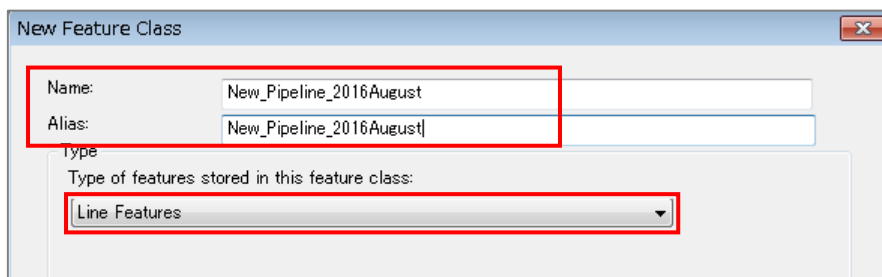 New Feature Class
Name: New_Pipeline_2016August
Alias: New_Pipeline_2016August
Type
Type of features stored in this feature class:
Line Features